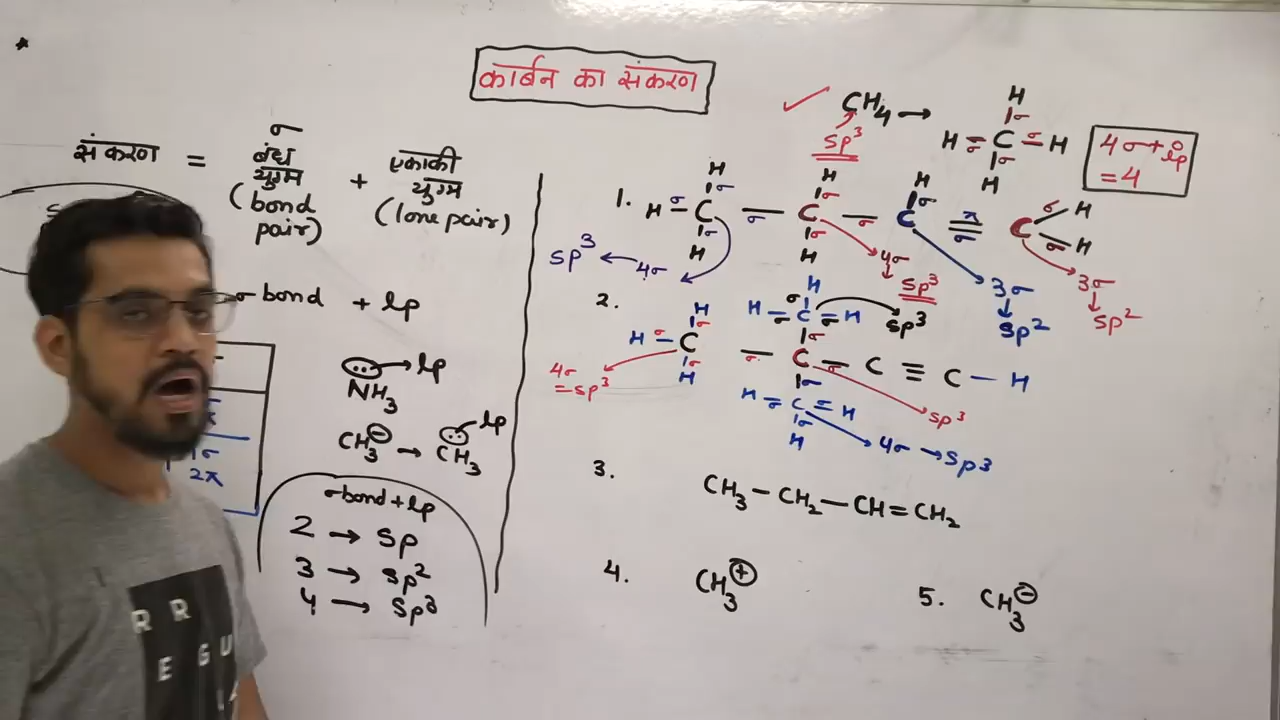 कार्बन का संकरण
संकरण = σ बंध युग्म (bond pair) + एकाकी युग्म (lone pair)
σ bond + lp
NH₃ → lp
CH₃⊖ → CH₃ lp
1σ
2π
σ bond + lp
2 → Sp
3 → Sp²
4 → Sp³
CH₄ →
Sp³
H
σ
H =σ C =σ H
σ
H
4σ + 0 lp
= 4
1.
H H H
σ σ σ
H – C – C – C = C – H
σ σ σ π σ σ H
H H
Sp³ ← 4σ
4σ → Sp³
3σ → Sp²
3σ → Sp²
2.
H
H – C – H → Sp³
H
H – C – C – C ≡ C – H
H
4σ = Sp³
Sp³
H – C – H
H
4σ → Sp³
3. CH₃ – CH₂ – CH = CH₂
4. CH₃⊕
5. CH₃⊖
R R
E G U
L